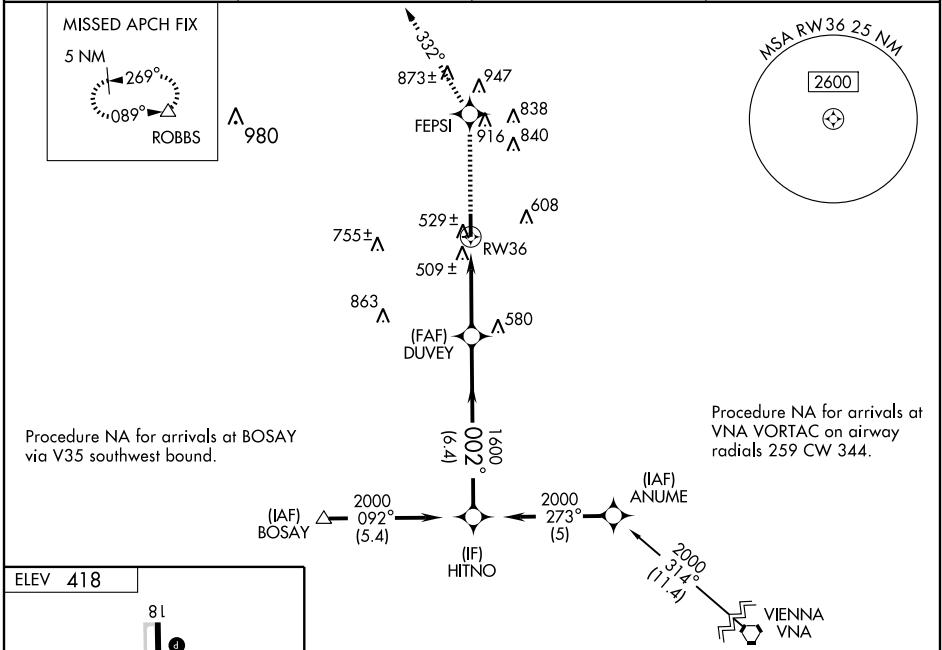 MISSED APCH FIX
5 NM
269°
089°
ROBBS
980
332°
873±
947
FEPSI
838
916
840
MSA RW36 25 NM
2600
608
529±
755±
RW36
509±
863
580
(FAF)
DUVEY
Procedure NA for arrivals at BOSAY
via V35 southwest bound.
1600
002°
(6.4)
Procedure NA for arrivals at
VNA VORTAC on airway
radials 259 CW 344.
(IAF)
BOSAY
2000
092°
(5.4)
(IF)
HITNO
2000
273°
(5)
(IAF)
ANUME
2000
314°
(11.4)
VIENNA
VNA
ELEV 418
18
P